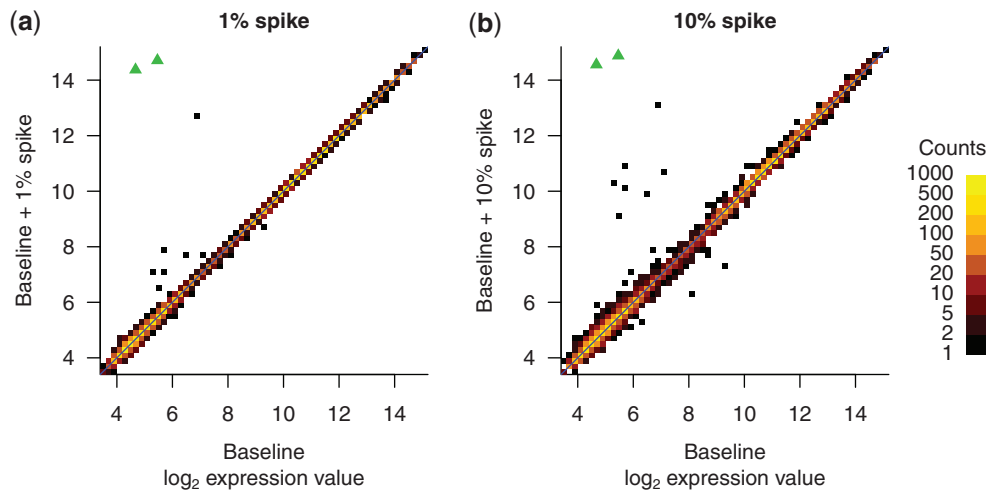 (a)
1% spike
Baseline + 1% spike
14
12
10
8
6
4
4 6 8 10 12 14
Baseline
log₂ expression value
(b)
10% spike
Baseline + 10% spike
14
12
10
8
6
4
4 6 8 10 12 14
Baseline
log₂ expression value
Counts
1000
500
200
100
50
20
10
5
2
1